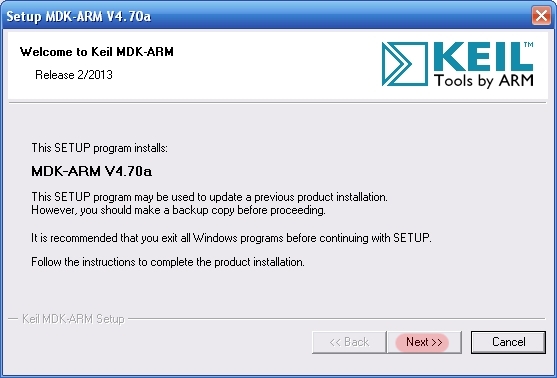 Setup MDK-ARM V4.70a
Welcome to Keil MDK-ARM
Release 2/2013
KEIL™
Tools by ARM
This SETUP program installs:
MDK-ARM V4.70a
This SETUP program may be used to update a previous product installation.
However, you should make a backup copy before proceeding.
It is recommended that you exit all Windows programs before continuing with SETUP.
Follow the instructions to complete the product installation.
Keil MDK-ARM Setup
<< Back
Next >>
Cancel